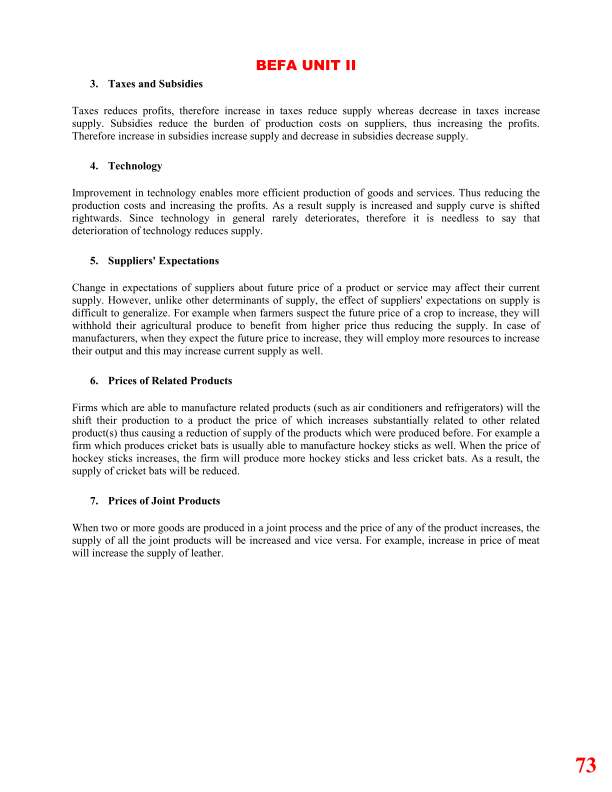 BEFA UNIT II
3. Taxes and Subsidies
Taxes reduces profits, therefore increase in taxes reduce supply whereas decrease in taxes increase
supply. Subsidies reduce the burden of production costs on suppliers, thus increasing the profits.
Therefore increase in subsidies increase supply and decrease in subsidies decrease supply.
4. Technology
Improvement in technology enables more efficient production of goods and services. Thus reducing the
production costs and increasing the profits. As a result supply is increased and supply curve is shifted
rightwards. Since technology in general rarely deteriorates, therefore it is needless to say that
deterioration of technology reduces supply.
5. Suppliers' Expectations
Change in expectations of suppliers about future price of a product or service may affect their current
supply. However, unlike other determinants of supply, the effect of suppliers' expectations on supply is
difficult to generalize. For example when farmers suspect the future price of a crop to increase, they will
withhold their agricultural produce to benefit from higher price thus reducing the supply. In case of
manufacturers, when they expect the future price to increase, they will employ more resources to increase
their output and this may increase current supply as well.
6. Prices of Related Products
Firms which are able to manufacture related products (such as air conditioners and refrigerators) will the
shift their production to a product the price of which increases substantially related to other related
product(s) thus causing a reduction of supply of the products which were produced before. For example a
firm which produces cricket bats is usually able to manufacture hockey sticks as well. When the price of
hockey sticks increases, the firm will produce more hockey sticks and less cricket bats. As a result, the
supply of cricket bats will be reduced.
7. Prices of Joint Products
When two or more goods are produced in a joint process and the price of any of the product increases, the
supply of all the joint products will be increased and vice versa. For example, increase in price of meat
will increase the supply of leather.
73